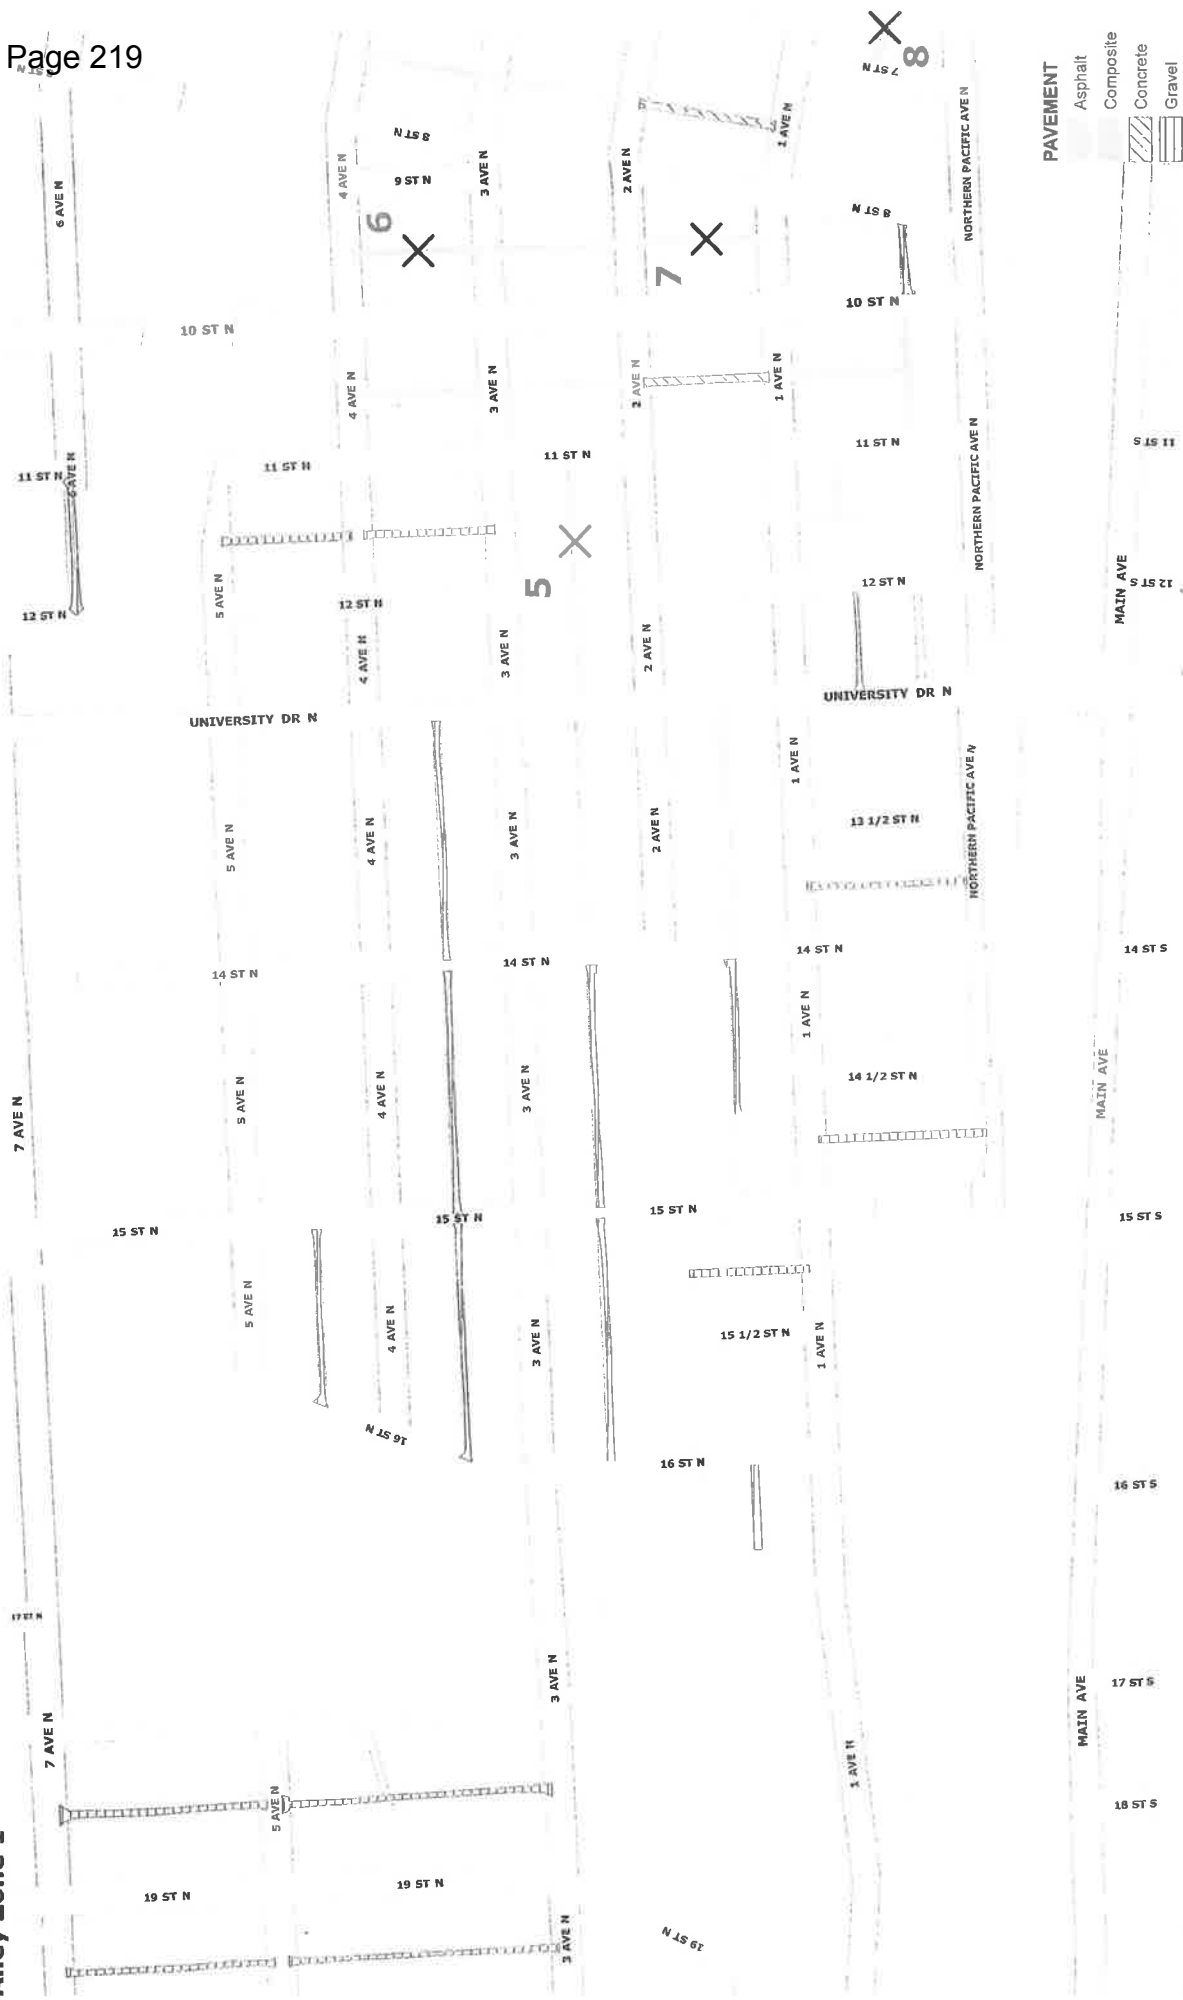 Page 219
8
7 ST N
PAVEMENT
Asphalt
Composite
Concrete
Gravel
8 ST N
1 AVE N
NORTHERN PACIFIC AVE N
6 AVE N
4 AVE N
9 ST N
3 AVE N
2 AVE N
6
7
8 ST N
10 ST N
10 ST N
4 AVE N
3 AVE N
2 AVE N
1 AVE N
11 ST N
6 AVE N
11 ST N
11 ST N
11 ST N
11 ST S
NORTHERN PACIFIC AVE N
5
12 ST N
5 AVE N
12 ST N
12 ST N
MAIN AVE
12 ST S
4 AVE N
3 AVE N
2 AVE N
UNIVERSITY DR N
UNIVERSITY DR N
1 AVE N
5 AVE N
4 AVE N
3 AVE N
2 AVE N
13 1/2 ST N
NORTHERN PACIFIC AVE N
14 ST N
14 ST N
14 ST N
14 ST S
1 AVE N
7 AVE N
5 AVE N
4 AVE N
3 AVE N
14 1/2 ST N
MAIN AVE
15 ST N
15 ST N
15 ST N
15 ST S
5 AVE N
4 AVE N
3 AVE N
15 1/2 ST N
1 AVE N
16 ST N
16 ST N
16 ST S
17 ST N
7 AVE N
3 AVE N
MAIN AVE
17 ST S
1 AVE N
5 AVE N
18 ST S
19 ST N
19 ST N
3 AVE N
19 ST N